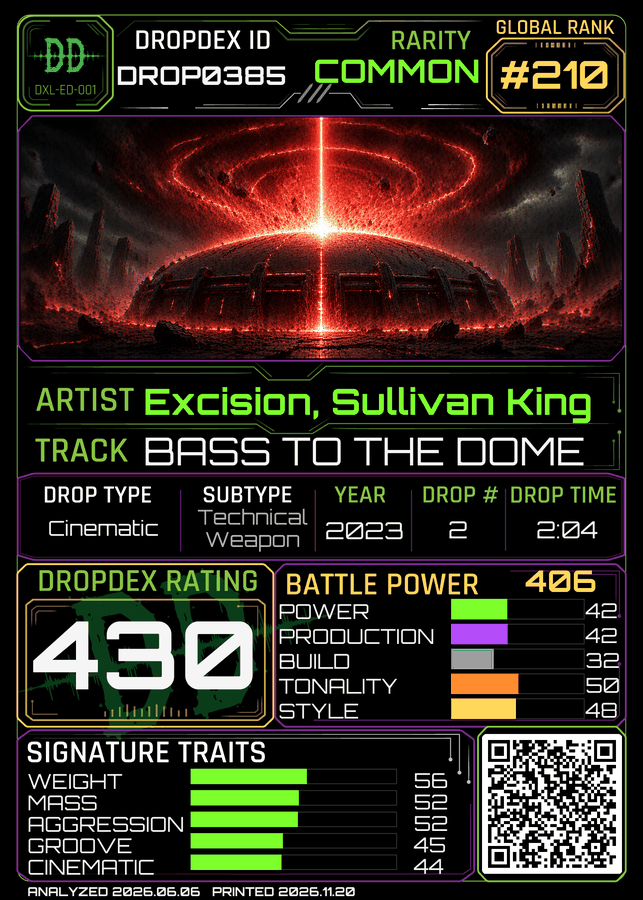 DD
DXL-ED-001
DROPDEX ID
DROP0385
RARITY
COMMON
GLOBAL RANK
#210
ARTIST Excision, Sullivan King
TRACK BASS TO THE DOME
DROP TYPE
Cinematic
SUBTYPE
Technical
Weapon
YEAR
2023
DROP #
2
DROP TIME
2:04
DROPDEX RATING
430
BATTLE POWER 406
POWER 42
PRODUCTION 42
BUILD 32
TONALITY 50
STYLE 48
SIGNATURE TRAITS
WEIGHT 56
MASS 52
AGGRESSION 52
GROOVE 45
CINEMATIC 44
ANALYZED 2026.06.06 PRINTED 2026.11.20